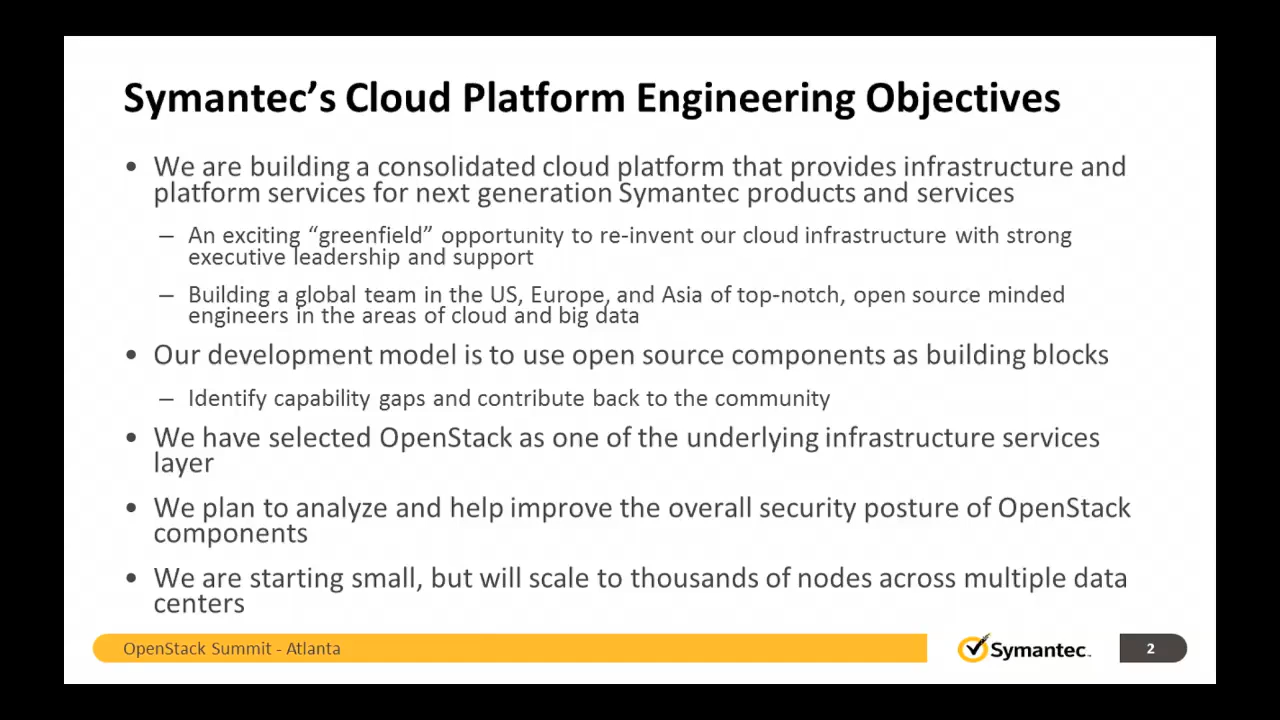 Symantec’s Cloud Platform Engineering Objectives
• We are building a consolidated cloud platform that provides infrastructure and
platform services for next generation Symantec products and services
– An exciting “greenfield” opportunity to re-invent our cloud infrastructure with strong
executive leadership and support
– Building a global team in the US, Europe, and Asia of top-notch, open source minded
engineers in the areas of cloud and big data
• Our development model is to use open source components as building blocks
– Identify capability gaps and contribute back to the community
• We have selected OpenStack as one of the underlying infrastructure services
layer
• We plan to analyze and help improve the overall security posture of OpenStack
components
• We are starting small, but will scale to thousands of nodes across multiple data
centers
OpenStack Summit - Atlanta
Symantec™
2